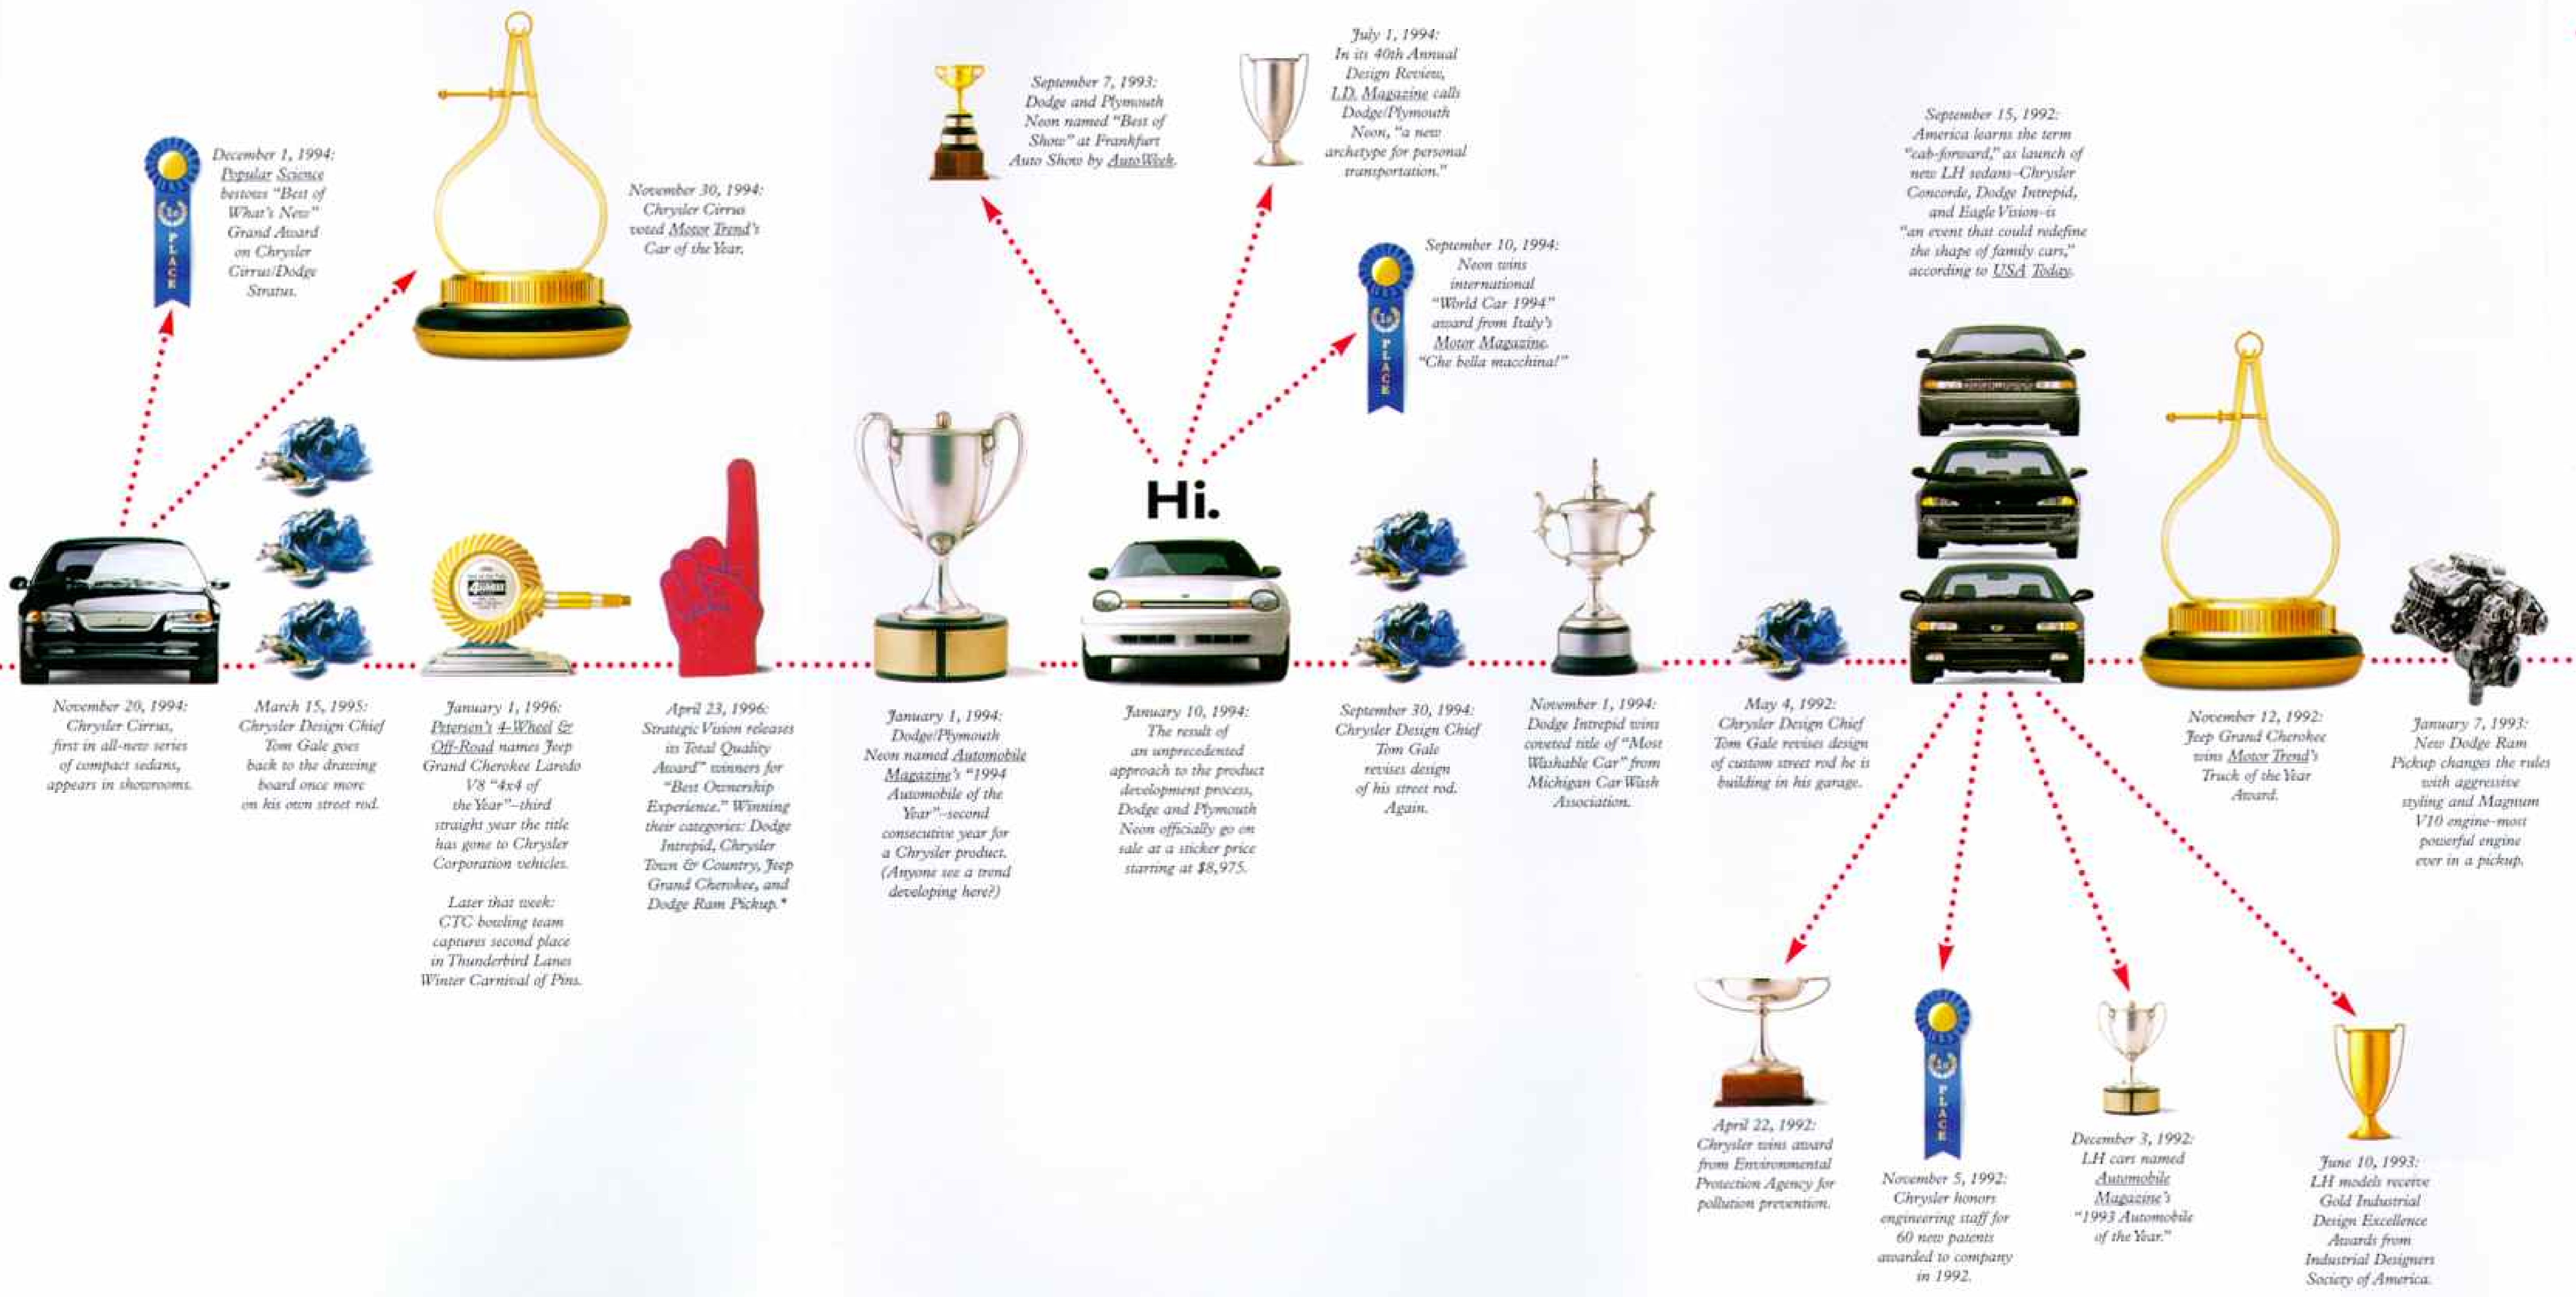 December 1, 1994:
Popular Science
bestows "Best of
What's New"
Grand Award
on Chrysler
Cirrus/Dodge
Stratus.
1st
PLACE
November 30, 1994:
Chrysler Cirrus
voted Motor Trend's
Car of the Year.
November 20, 1994:
Chrysler Cirrus,
first in all-new series
of compact sedans,
appears in showrooms.
March 15, 1995:
Chrysler Design Chief
Tom Gale goes
back to the drawing
board once more
on his own street rod.
January 1, 1996:
Petersen's 4-Wheel &
Off-Road names Jeep
Grand Cherokee Laredo
V8 "4x4 of
the Year"–third
straight year the title
has gone to Chrysler
Corporation vehicles.
Later that week:
CTC bowling team
captures second place
in Thunderbird Lanes
Winter Carnival of Pins.
April 23, 1996:
Strategic Vision releases
its Total Quality
Award™ winners for
"Best Ownership
Experience." Winning
their categories: Dodge
Intrepid, Chrysler
Town & Country, Jeep
Grand Cherokee, and
Dodge Ram Pickup.*
September 7, 1993:
Dodge and Plymouth
Neon named "Best of
Show" at Frankfurt
Auto Show by AutoWeek.
July 1, 1994:
In its 40th Annual
Design Review,
I.D. Magazine calls
Dodge/Plymouth
Neon, "a new
archetype for personal
transportation."
September 10, 1994:
Neon wins
international
"World Car 1994"
award from Italy's
Motor Magazine.
"Che bella macchina!"
1st
PLACE
Hi.
January 1, 1994:
Dodge/Plymouth
Neon named Automobile
Magazine's "1994
Automobile of the
Year"–second
consecutive year for
a Chrysler product.
(Anyone see a trend
developing here?)
January 10, 1994:
The result of
an unprecedented
approach to the product
development process,
Dodge and Plymouth
Neon officially go on
sale at a sticker price
starting at $8,975.
September 30, 1994:
Chrysler Design Chief
Tom Gale
revises design
of his street rod.
Again.
November 1, 1994:
Dodge Intrepid wins
coveted title of "Most
Washable Car" from
Michigan Car Wash
Association.
May 4, 1992:
Chrysler Design Chief
Tom Gale revises design
of custom street rod he is
building in his garage.
September 15, 1992:
America learns the term
"cab-forward," as launch of
new LH sedans–Chrysler
Concorde, Dodge Intrepid,
and Eagle Vision–is
"an event that could redefine
the shape of family cars,"
according to USA Today.
November 12, 1992:
Jeep Grand Cherokee
wins Motor Trend's
Truck of the Year
Award.
January 7, 1993:
New Dodge Ram
Pickup changes the rules
with aggressive
styling and Magnum
V10 engine–most
powerful engine
ever in a pickup.
April 22, 1992:
Chrysler wins award
from Environmental
Protection Agency for
pollution prevention.
1st
PLACE
November 5, 1992:
Chrysler honors
engineering staff for
60 new patents
awarded to company
in 1992.
December 3, 1992:
LH cars named
Automobile
Magazine's
"1993 Automobile
of the Year."
June 10, 1993:
LH models receive
Gold Industrial
Design Excellence
Awards from
Industrial Designers
Society of America.